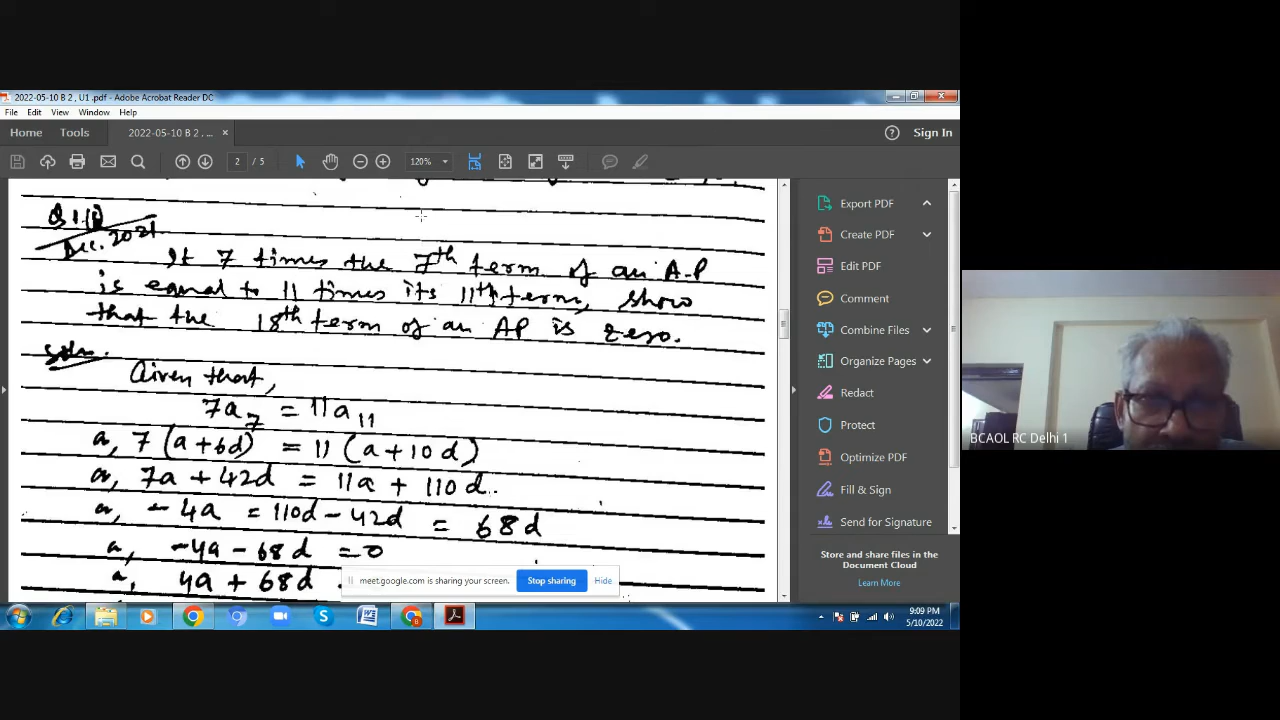 2022-05-10 B 2 , U1 .pdf - Adobe Acrobat Reader DC
File Edit View Window Help
Home Tools 2022-05-10 B 2 , ... × Sign In
2 / 5 120%
Q 1.
Dec. 2021
If 7 times the 7th term of an A.P
is equal to 11 times its 11th term, show
that the 18th term of an AP is zero.
Soln.
Given that,
7a7 = 11a11
or, 7 (a+6d) = 11 (a+10d)
or, 7a + 42d = 11a + 110d.
or, -4a = 110d - 42d = 68d
or, -4a - 68d = 0
or, 4a + 68d
Export PDF
Create PDF
Edit PDF
Comment
Combine Files
Organize Pages
Redact
Protect
Optimize PDF
Fill & Sign
Send for Signature
Store and share files in the
Document Cloud
Learn More
meet.google.com is sharing your screen. Stop sharing Hide
9:09 PM
5/10/2022
BCAOL RC Delhi 1